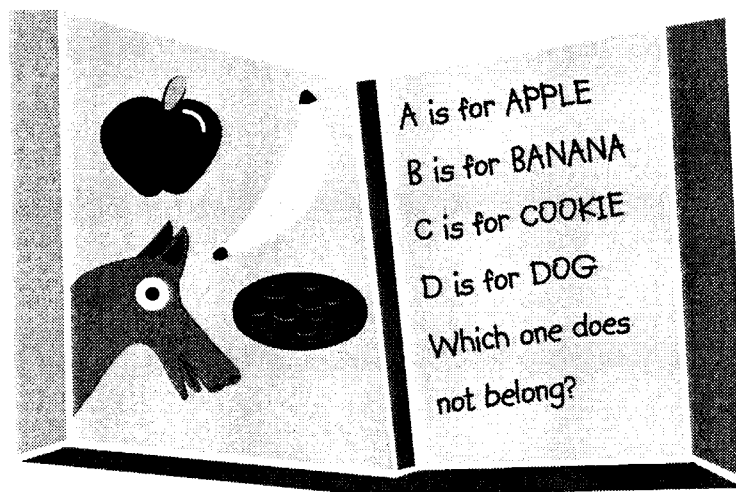 A is for APPLE
B is for BANANA
C is for COOKIE
D is for DOG
Which one does
not belong?